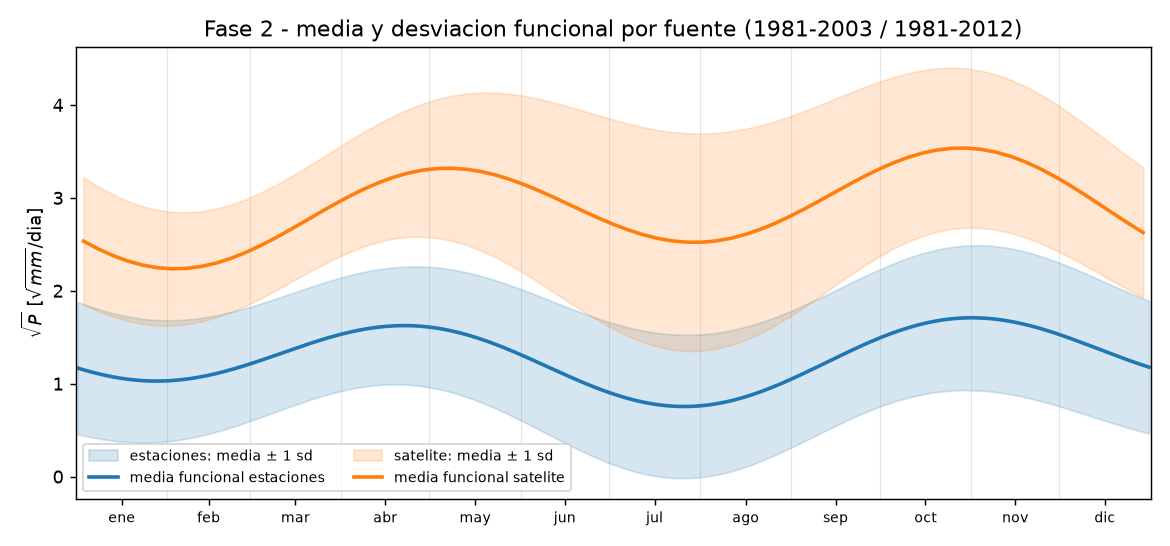 Fase 2 - media y desviacion funcional por fuente (1981-2003 / 1981-2012)
√P [√mm/dia]
4
3
2
1
0
estaciones: media ± 1 sd
media funcional estaciones
satelite: media ± 1 sd
media funcional satelite
ene feb mar abr may jun jul ago sep oct nov dic